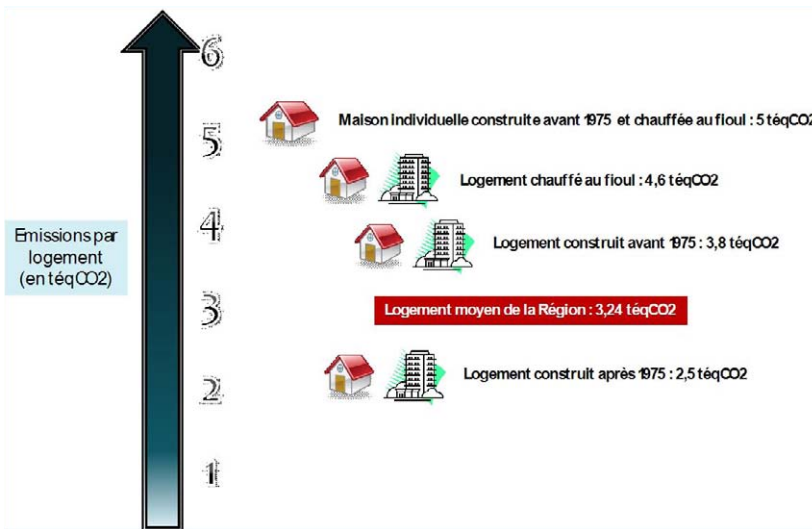 6
Maison individuelle construite avant 1975 et chauffée au fioul : 5 téqCO2
5
Logement chauffé au fioul : 4,6 téqCO2
4
Emissions par
logement
(en téqCO2)
Logement construit avant 1975 : 3,8 téqCO2
3
Logement moyen de la Région : 3,24 téqCO2
2
Logement construit après 1975 : 2,5 téqCO2
1